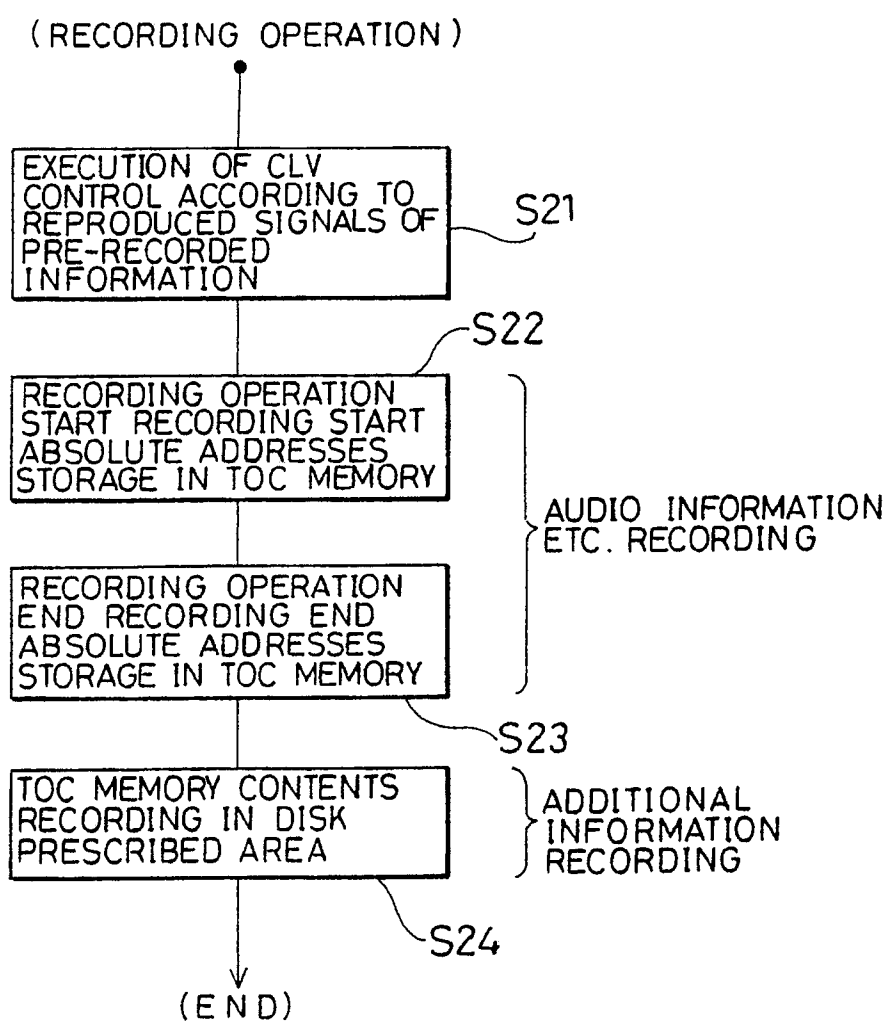 (RECORDING OPERATION)
EXECUTION OF CLV
CONTROL ACCORDING TO
REPRODUCED SIGNALS OF
PRE-RECORDED
INFORMATION
S21
S22
RECORDING OPERATION
START RECORDING START
ABSOLUTE ADDRESSES
STORAGE IN TOC MEMORY
AUDIO INFORMATION
ETC. RECORDING
RECORDING OPERATION
END RECORDING END
ABSOLUTE ADDRESSES
STORAGE IN TOC MEMORY
S23
TOC MEMORY CONTENTS
RECORDING IN DISK
PRESCRIBED AREA
ADDITIONAL
INFORMATION
RECORDING
S24
(END)